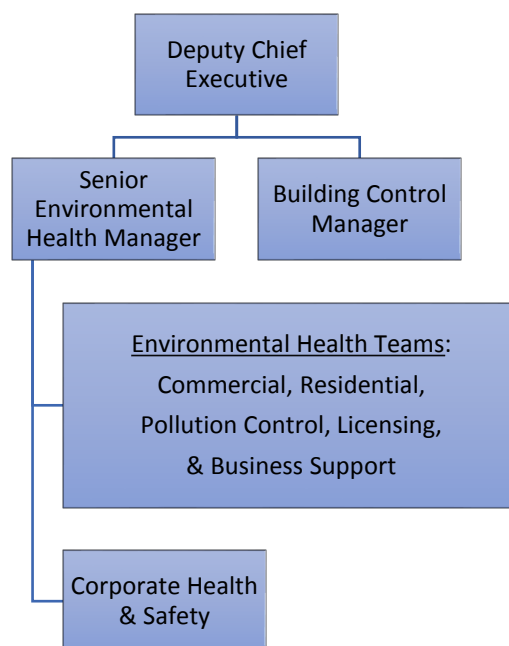 Deputy Chief
Executive
Senior
Environmental
Health Manager
Building Control
Manager
Environmental Health Teams:
Commercial, Residential,
Pollution Control, Licensing,
& Business Support
Corporate Health
& Safety